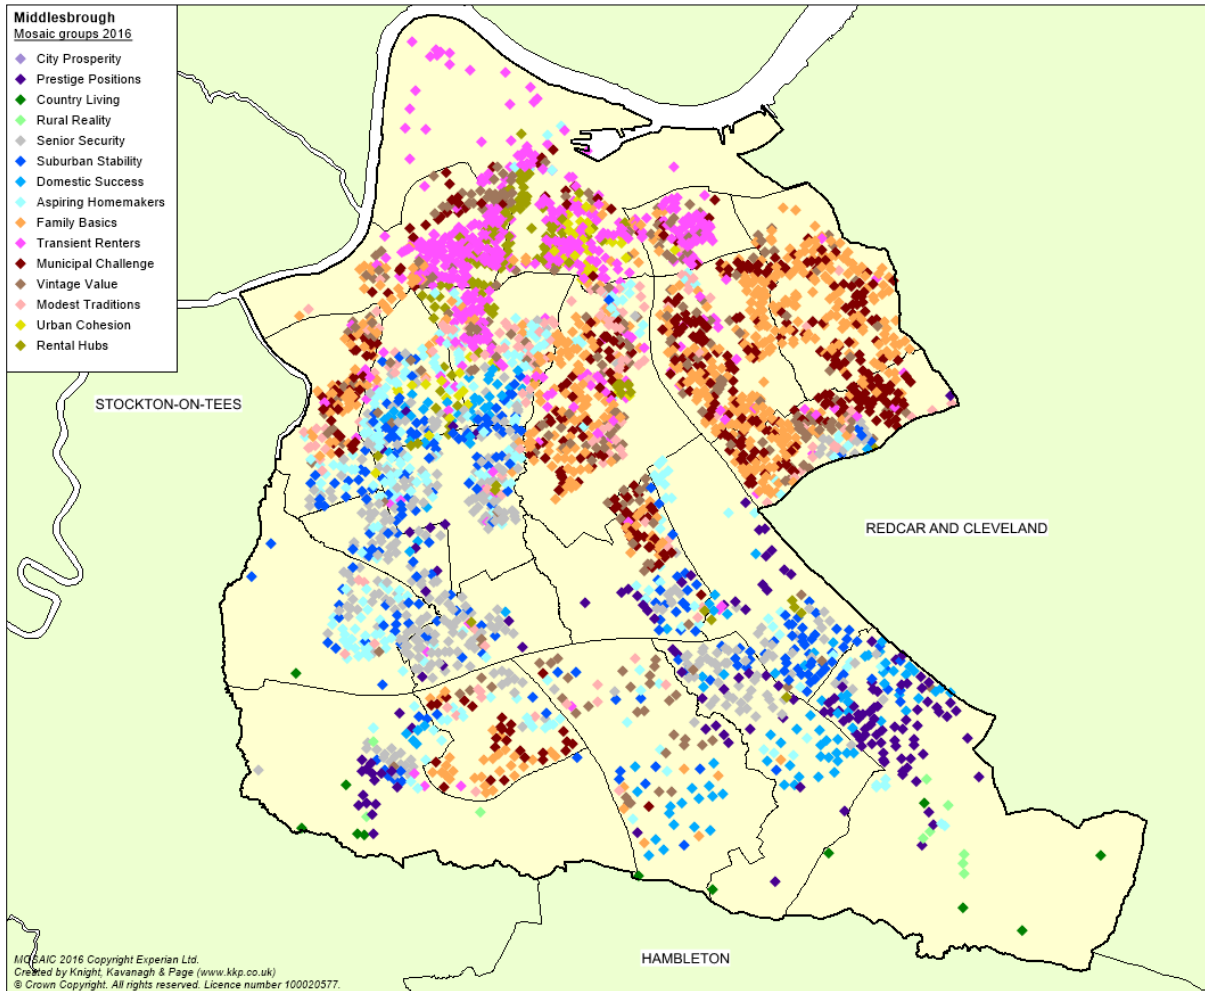 Middlesbrough
Mosaic groups 2016
City Prosperity
Prestige Positions
Country Living
Rural Reality
Senior Security
Suburban Stability
Domestic Success
Aspiring Homemakers
Family Basics
Transient Renters
Municipal Challenge
Vintage Value
Modest Traditions
Urban Cohesion
Rental Hubs
STOCKTON-ON-TEES
REDCAR AND CLEVELAND
HAMBLETON
MOSAIC 2016 Copyright Experian Ltd.
Created by Knight, Kavanagh & Page (www.kkp.co.uk)
© Crown Copyright. All rights reserved. Licence number 100020577.